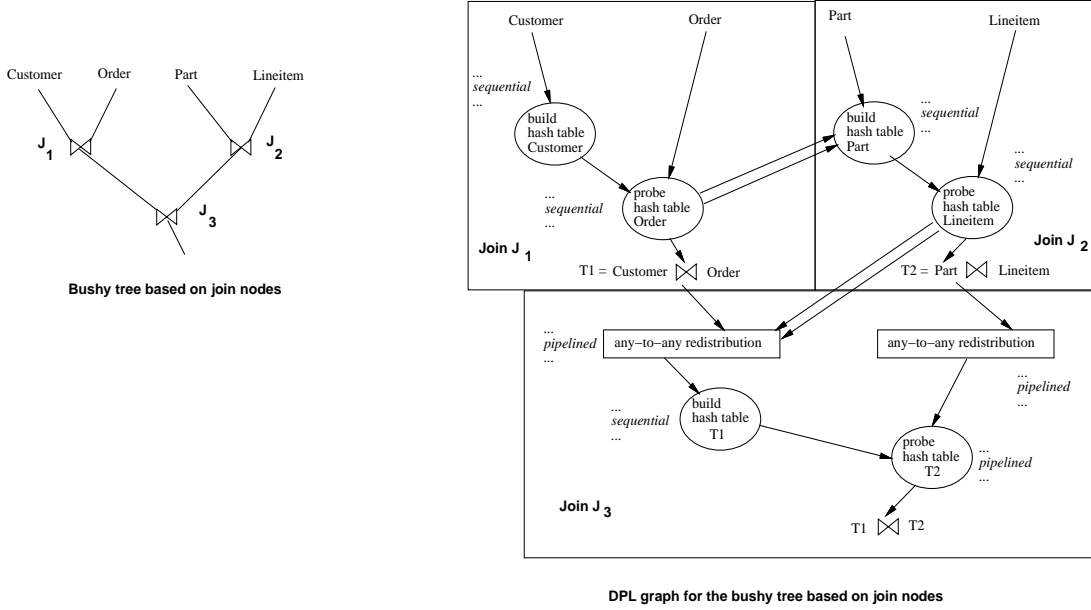 Customer
Order
Part
Lineitem
J1
J2
J3
Bushy tree based on join nodes
Customer
Order
...
sequential
...
build
hash table
Customer
...
sequential
...
probe
hash table
Order
Join J1
T1 = Customer ⋈ Order
Part
Lineitem
build
hash table
Part
...
sequential
...
...
sequential
...
probe
hash table
Lineitem
Join J2
T2 = Part ⋈ Lineitem
...
pipelined
...
any-to-any redistribution
any-to-any redistribution
...
pipelined
...
...
sequential
...
build
hash table
T1
probe
hash table
T2
...
pipelined
...
Join J3
T1 ⋈ T2
DPL graph for the bushy tree based on join nodes